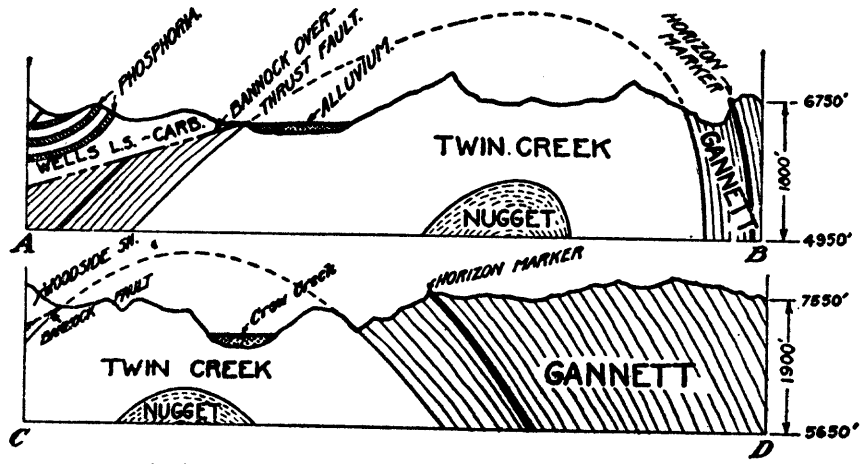 PHOSPHORIA.
BANNOCK OVER-
THRUST FAULT.
ALLUVIUM.
HORIZON
MARKER
6750'
WELLS L.S.-CARB.
TWIN CREEK
GANNETT
1800'
NUGGET
A
B
4950'
WOODSIDE SH.
BANCOCK FAULT
Crow Creek
HORIZON MARKER
7550'
TWIN CREEK
GANNETT
1900'
NUGGET
C
D
5650'